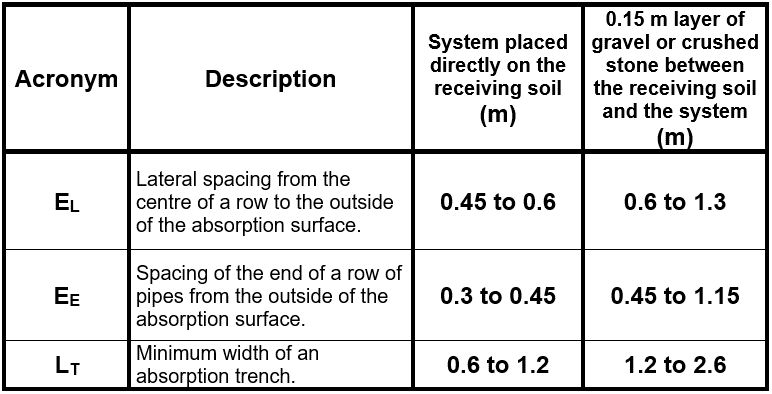 Acronym
Description
System placed
directly on the
receiving soil
(m)
0.15 m layer of
gravel or crushed
stone between
the receiving soil
and the system
(m)
EL
Lateral spacing from the
centre of a row to the outside
of the absorption surface.
0.45 to 0.6
0.6 to 1.3
EE
Spacing of the end of a row of
pipes from the outside of the
absorption surface.
0.3 to 0.45
0.45 to 1.15
LT
Minimum width of an
absorption trench.
0.6 to 1.2
1.2 to 2.6